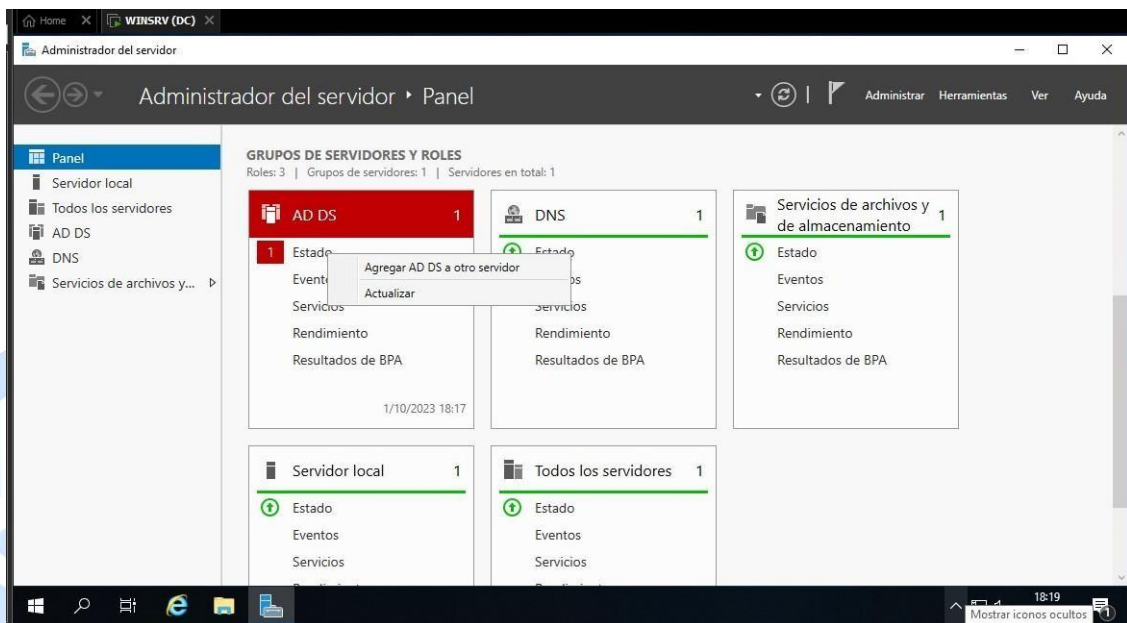 Home
WINSRV (DC)
Administrador del servidor
Administrador del servidor • Panel
Administrar Herramientas Ver Ayuda
Panel
Servidor local
Todos los servidores
AD DS
DNS
Servicios de archivos y...
GRUPOS DE SERVIDORES Y ROLES
Roles: 3 | Grupos de servidores: 1 | Servidores en total: 1
AD DS 1
1 Estado
Servicios
Rendimiento
Resultados de BPA
1/10/2023 18:17
Agregar AD DS a otro servidor
Actualizar
DNS 1
Estado
Servicios
Rendimiento
Resultados de BPA
Servicios de archivos y
de almacenamiento
1
Estado
Eventos
Servicios
Rendimiento
Resultados de BPA
Servidor local 1
Estado
Eventos
Servicios
Todos los servidores 1
Estado
Eventos
Servicios
18:19
Mostrar iconos ocultos
1